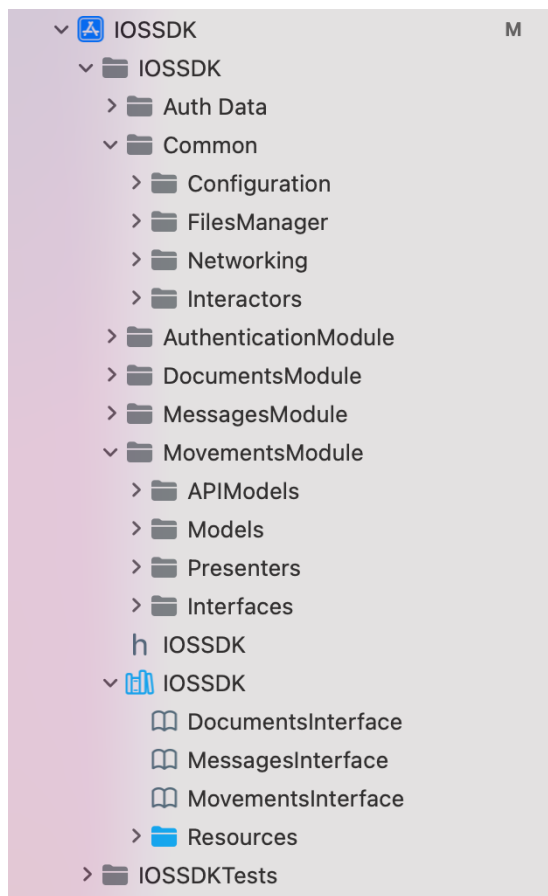 IOSSDK M
IOSSDK
Auth Data
Common
Configuration
FilesManager
Networking
Interactors
AuthenticationModule
DocumentsModule
MessagesModule
MovementsModule
APIModels
Models
Presenters
Interfaces
h IOSSDK
IOSSDK
DocumentsInterface
MessagesInterface
MovementsInterface
Resources
IOSSDKTests